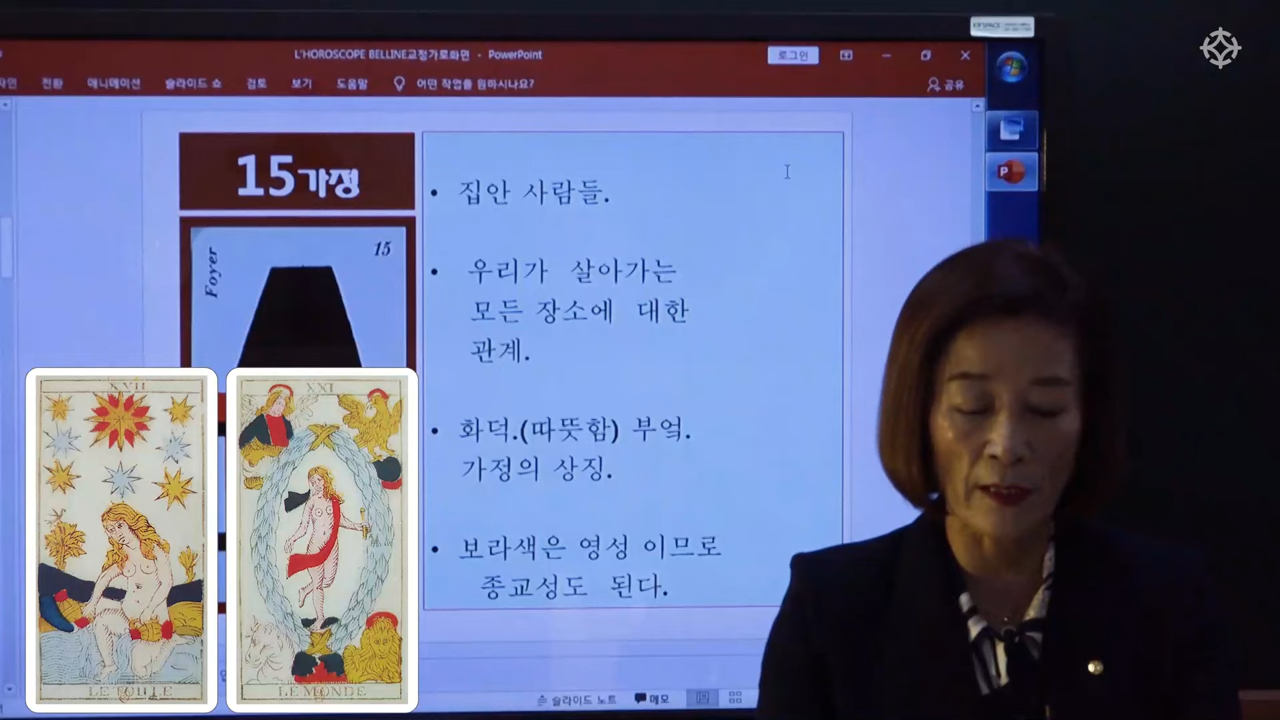 L'HOROSCOPE BELLINE교정가로화면 - PowerPoint
로그인
전환 애니메이션 슬라이드 쇼 검토 보기 도움말 어떤 작업을 원하시나요? 공유
15가정
Foyer
15
• 집안 사람들.
• 우리가 살아가는
모든 장소에 대한
관계.
• 화덕.(따뜻함) 부엌.
가정의 상징.
• 보라색은 영성 이므로
종교성도 된다.
XVII
XXI
LE MONDE
슬라이드 노트 메모